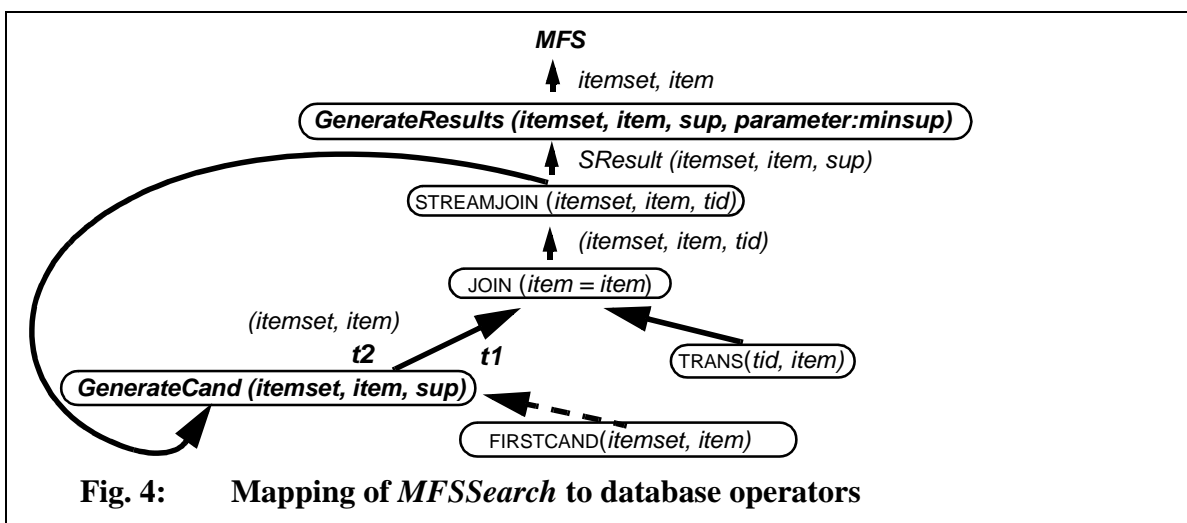 MFS
itemset, item
GenerateResults (itemset, item, sup, parameter:minsup)
SResult (itemset, item, sup)
STREAMJOIN (itemset, item, tid)
(itemset, item, tid)
JOIN (item = item)
(itemset, item)
t2 t1
TRANS(tid, item)
GenerateCand (itemset, item, sup)
FIRSTCAND(itemset, item)
Fig. 4: Mapping of MFSSearch to database operators